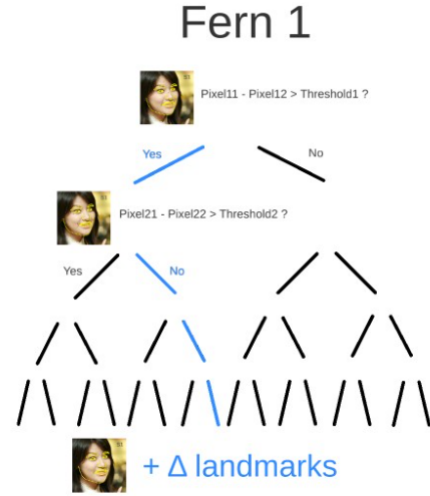 Fern 1
Pixel11 - Pixel12 > Threshold1 ?
Yes
No
Pixel21 - Pixel22 > Threshold2 ?
Yes
No
+ Δ landmarks